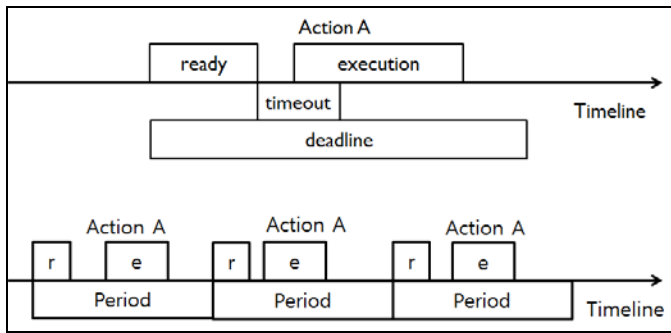 Action A
ready
execution
timeout
Timeline
deadline
Action A
Action A
Action A
r
e
r
e
r
e
Period
Period
Period
Timeline